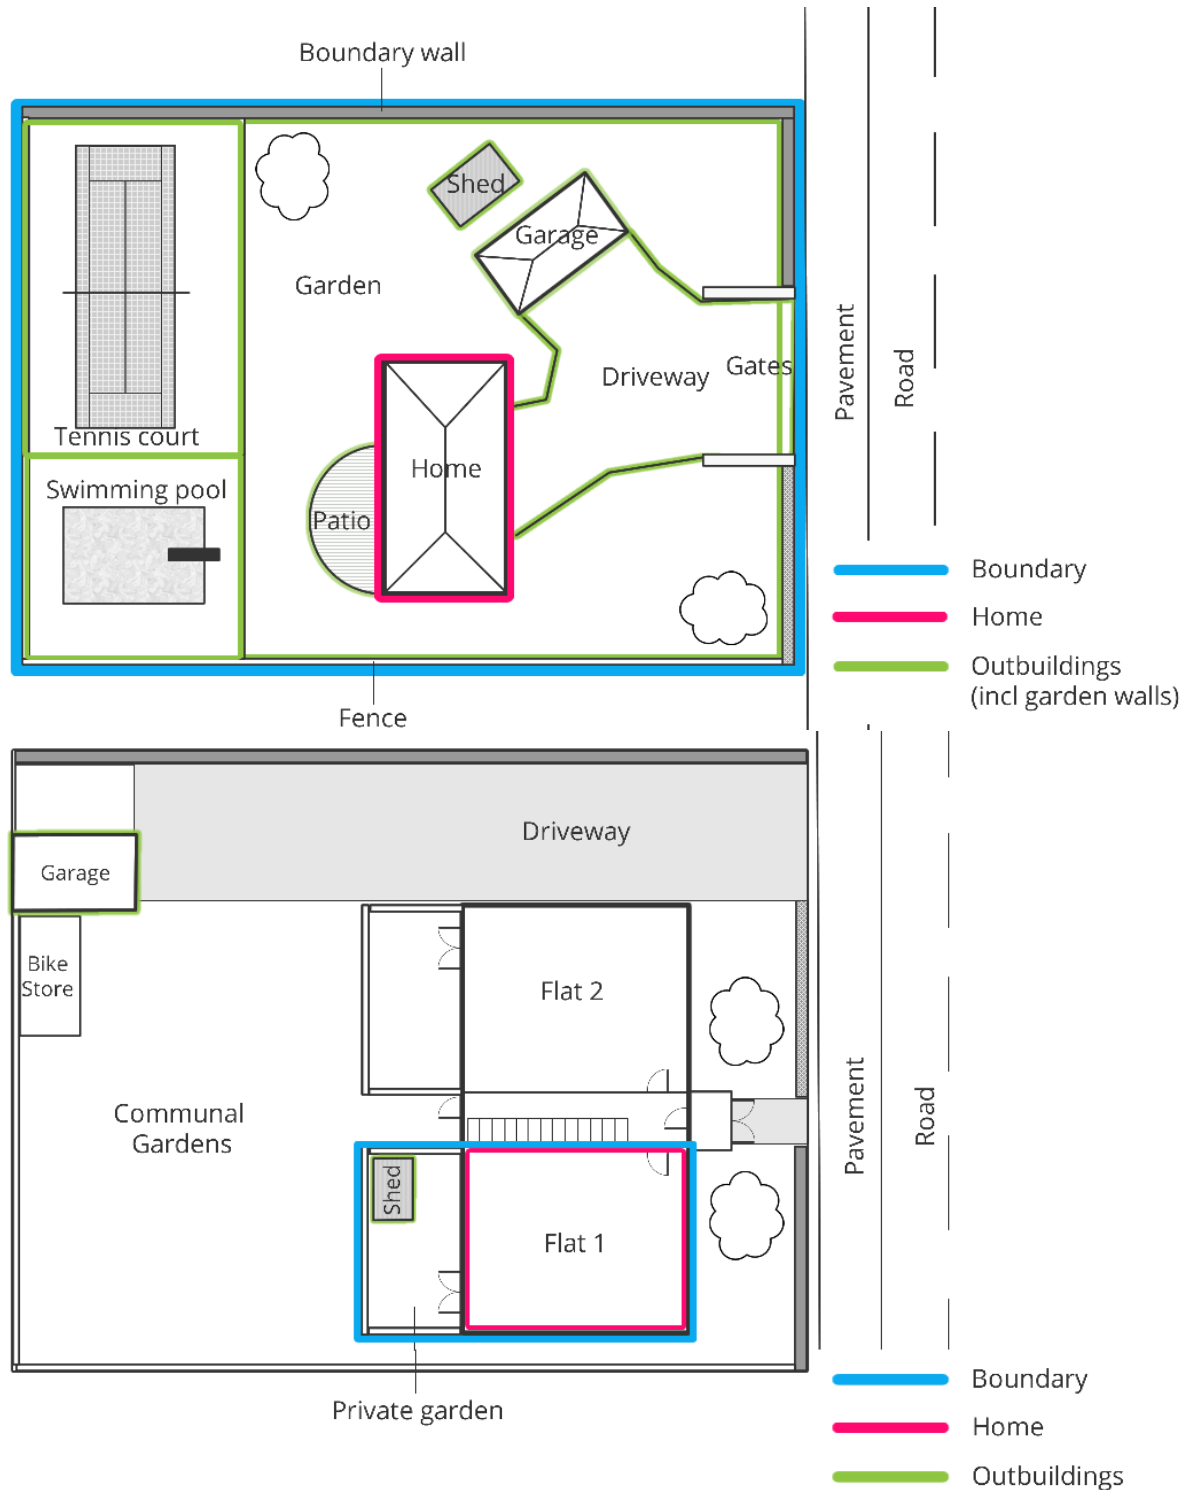 Boundary wall
Shed
Garage
Garden
Gates
Driveway
Pavement
Road
Tennis court
Home
Swimming pool
Patio
Boundary
Home
Outbuildings
(incl garden walls)
Fence
Driveway
Garage
Bike
Store
Flat 2
Communal
Gardens
Pavement
Road
Shed
Flat 1
Private garden
Boundary
Home
Outbuildings